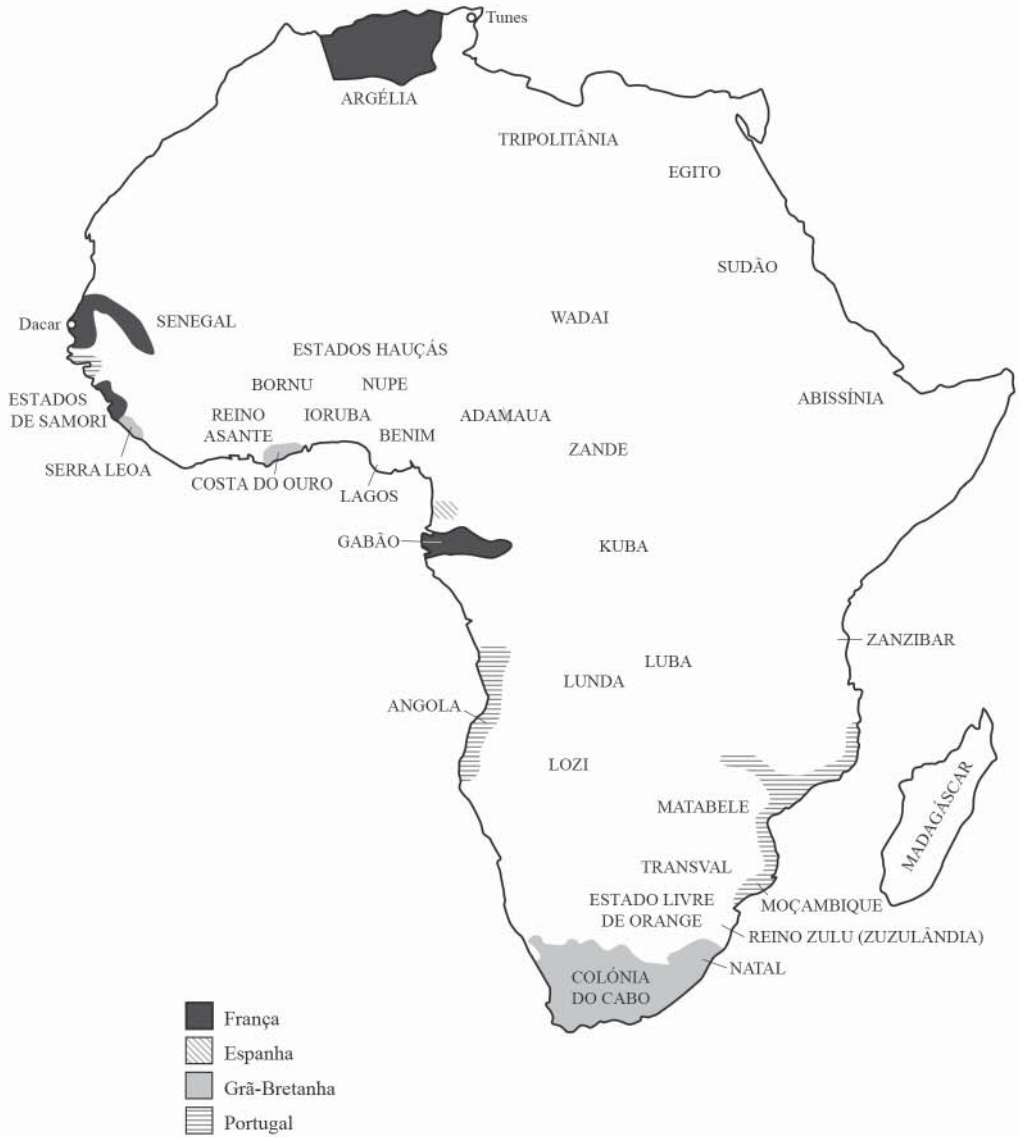 Tunes
ARGÉLIA
TRIPOLITÂNIA
EGITO
SUDÃO
Dacar
SENEGAL
WADAI
ESTADOS HAUÇÁS
BORNU
NUPE
ABISSÍNIA
ESTADOS
DE SAMORI
REINO
ASANTE
IORUBA
ADAMAUA
BENIM
ZANDE
SERRA LEOA
COSTA DO OURO
LAGOS
GABÃO
KUBA
ZANZIBAR
LUBA
LUNDA
ANGOLA
LOZI
MATABELE
MADAGÁSCAR
TRANSVAL
ESTADO LIVRE
DE ORANGE
MOÇAMBIQUE
REINO ZULU (ZUZULÂNDIA)
NATAL
COLÓNIA
DO CABO
França
Espanha
Grã-Bretanha
Portugal